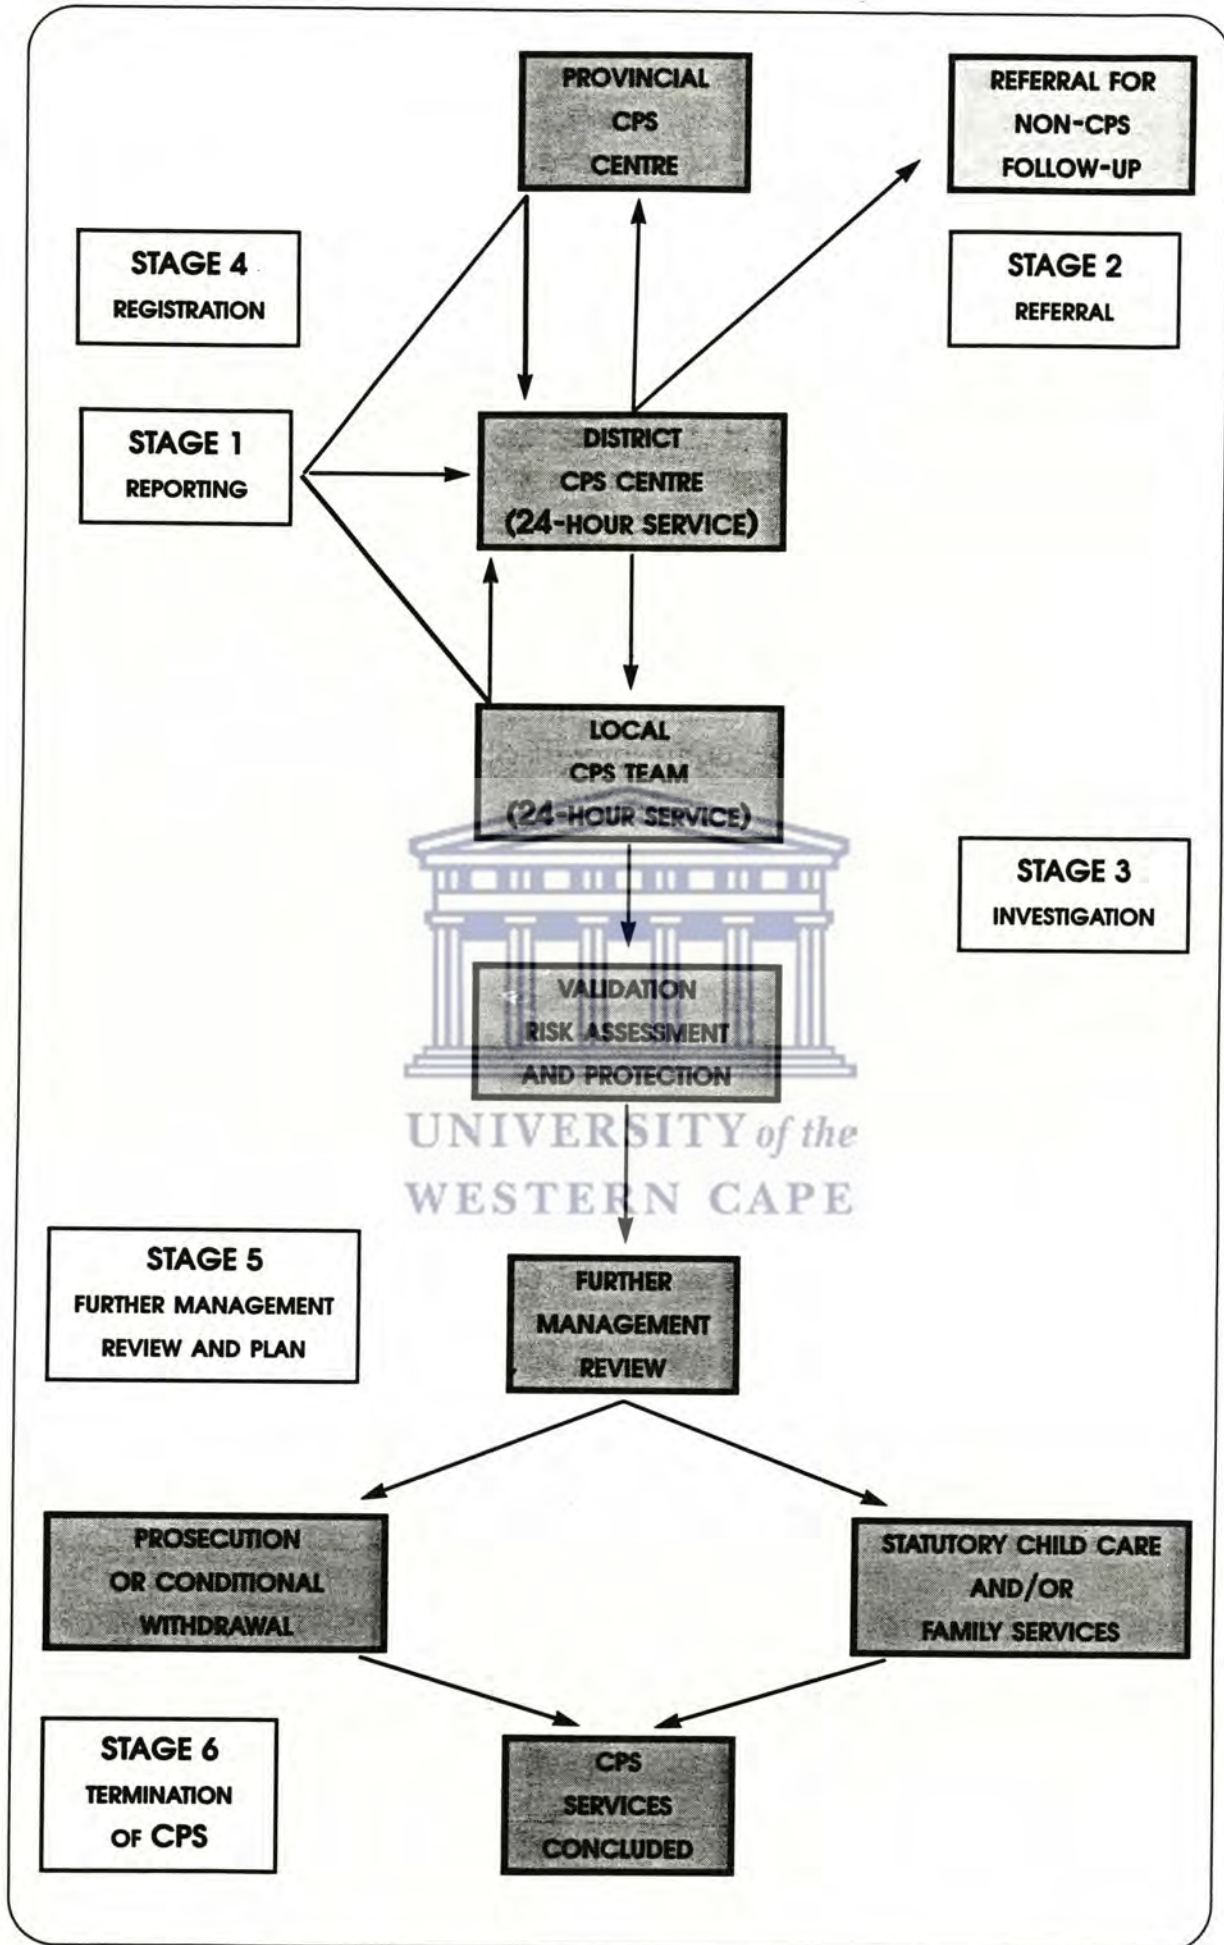 PROVINCIAL
CPS
CENTRE
REFERRAL FOR
NON-CPS
FOLLOW-UP
STAGE 4
REGISTRATION
STAGE 2
REFERRAL
STAGE 1
REPORTING
DISTRICT
CPS CENTRE
(24-HOUR SERVICE)
LOCAL
CPS TEAM
(24-HOUR SERVICE)
STAGE 3
INVESTIGATION
VALIDATION
RISK ASSESSMENT
AND PROTECTION
UNIVERSITY of the
WESTERN CAPE
STAGE 5
FURTHER MANAGEMENT
REVIEW AND PLAN
FURTHER
MANAGEMENT
REVIEW
PROSECUTION
OR CONDITIONAL
WITHDRAWAL
STATUTORY CHILD CARE
AND/OR
FAMILY SERVICES
STAGE 6
TERMINATION
OF CPS
CPS
SERVICES
CONCLUDED